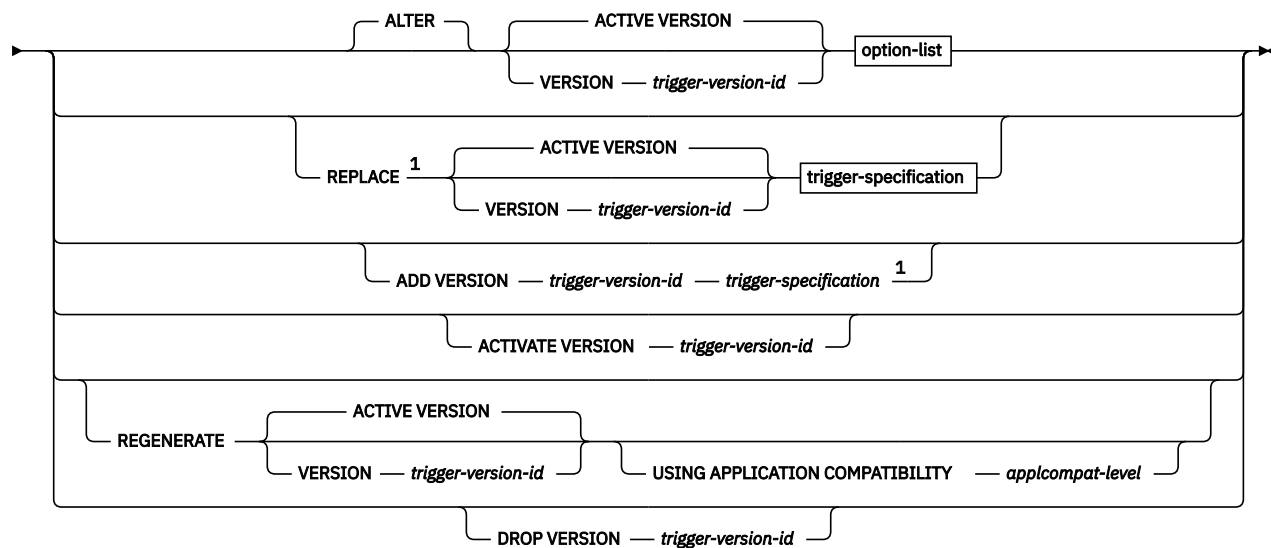 ALTER
ACTIVE VERSION
option-list
VERSION trigger-version-id
REPLACE 1
ACTIVE VERSION
trigger-specification
VERSION trigger-version-id
ADD VERSION trigger-version-id trigger-specification 1
ACTIVATE VERSION trigger-version-id
REGENERATE
ACTIVE VERSION
VERSION trigger-version-id
USING APPLICATION COMPATIBILITY applcompat-level
DROP VERSION trigger-version-id